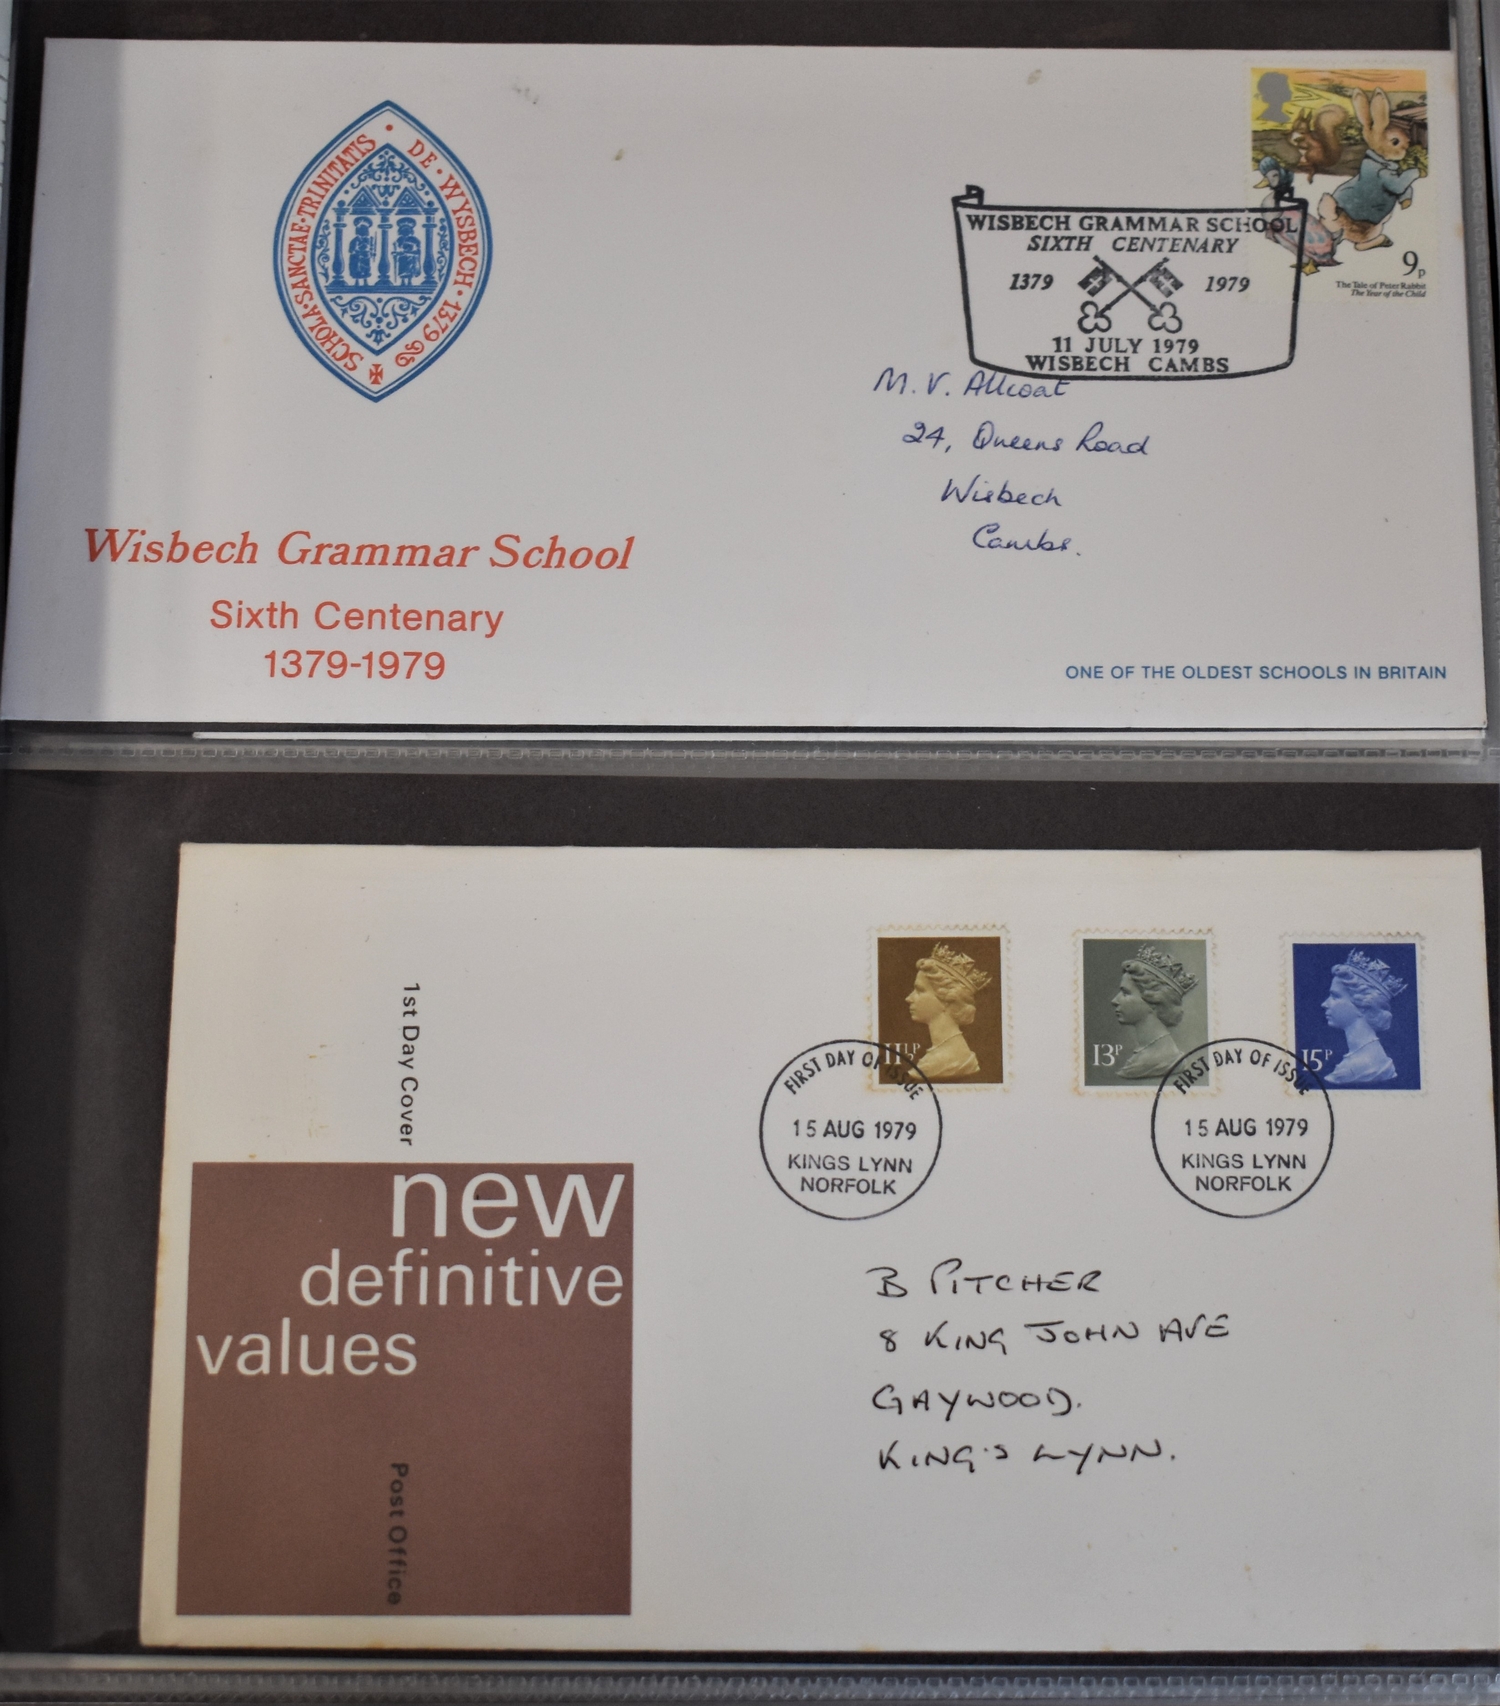 SCHOLA · SANCTAE · TRINITATIS · DE · WYSBECH · 1379
9p
The Tale of Peter Rabbit
The Year of the Child
WISBECH GRAMMAR SCHOOL
SIXTH CENTENARY
1379 1979
11 JULY 1979
WISBECH CAMBS
M. V. Allcoat
24, Queens Road
Wisbech
Cambs.
Wisbech Grammar School
Sixth Centenary
1379-1979
ONE OF THE OLDEST SCHOOLS IN BRITAIN
1st Day Cover
new
definitive
values
Post Office
11½P
13P
15P
FIRST DAY OF ISSUE
15 AUG 1979
KINGS LYNN
NORFOLK
FIRST DAY OF ISSUE
15 AUG 1979
KINGS LYNN
NORFOLK
B PITCHER
8 KING JOHN AVE
GAYWOOD.
KING'S LYNN.